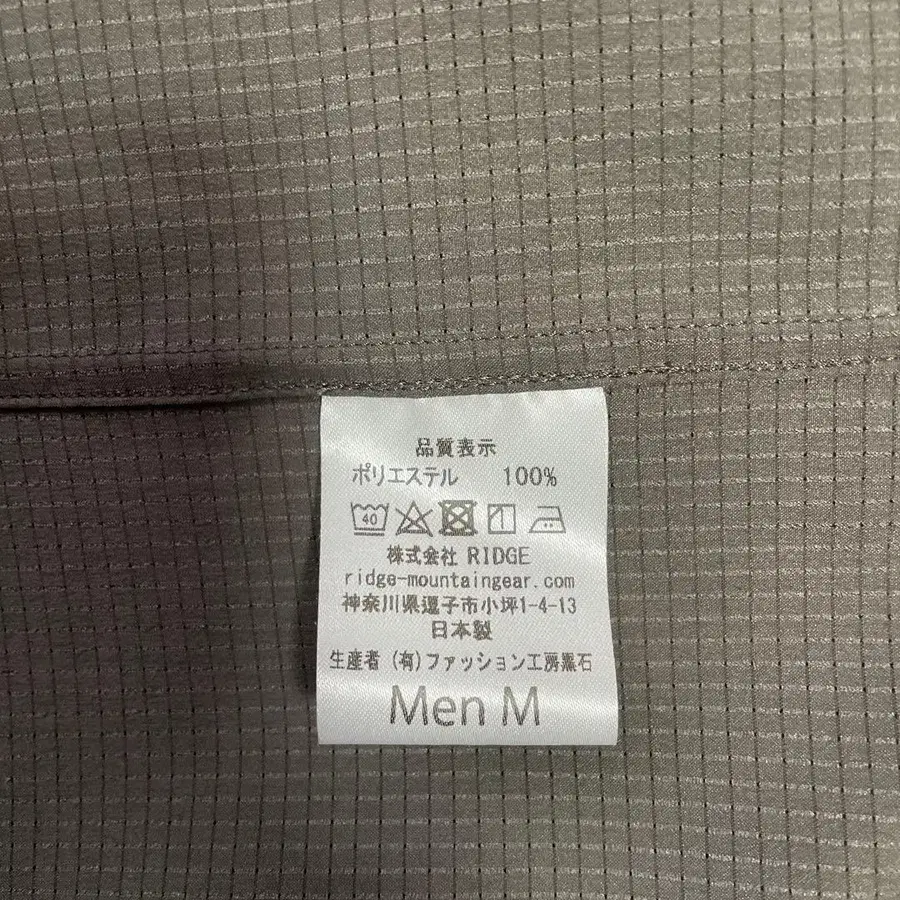 品質表示
ポリエステル 100%
40
株式会社 RIDGE
ridge-mountaingear.com
神奈川県逗子市小坪1-4-13
日本製
生産者 (有)ファッション工房黒石
Men M